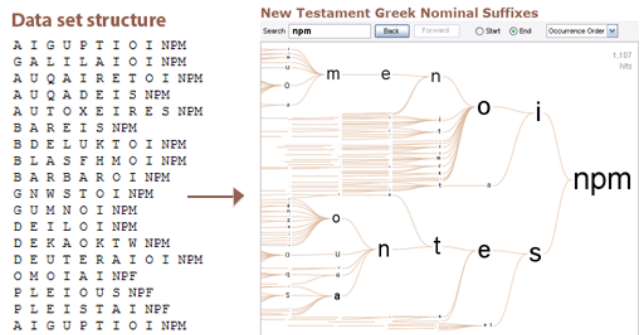 Data set structure
A I G U P T I O I NPM
G A L I L A I O I NPM
A U Q A I R E T O I NPM
A U Q A D E I S NPM
A U T O X E I R E S NPM
B A R E I S NPM
B D E L U K T O I NPM
B L A S F H M O I NPM
B A R B A R O I NPM
G N W S T O I NPM
G U M N O I NPM
D E I L O I NPM
D E K A O K T W NPM
D E U T E R A I O I NPM
O M O I A I NPF
P L E I O U S NPF
P L E I S T A I NPF
A I G U P T I O I NPM
New Testament Greek Nominal Suffixes
Search npm Back Forward Start End Occurrence Order
1,107
hits
m e n o i
npm
o
u
a
n t e s